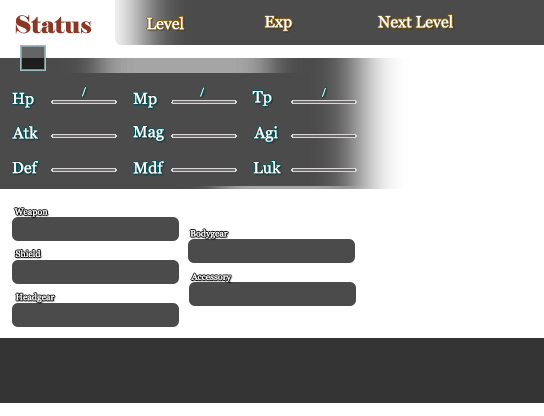 Status
Level Exp Next Level
Hp / Mp / Tp /
Atk Mag Agi
Def Mdf Luk
Weapon
Bodygear
Shield
Accessory
Headgear